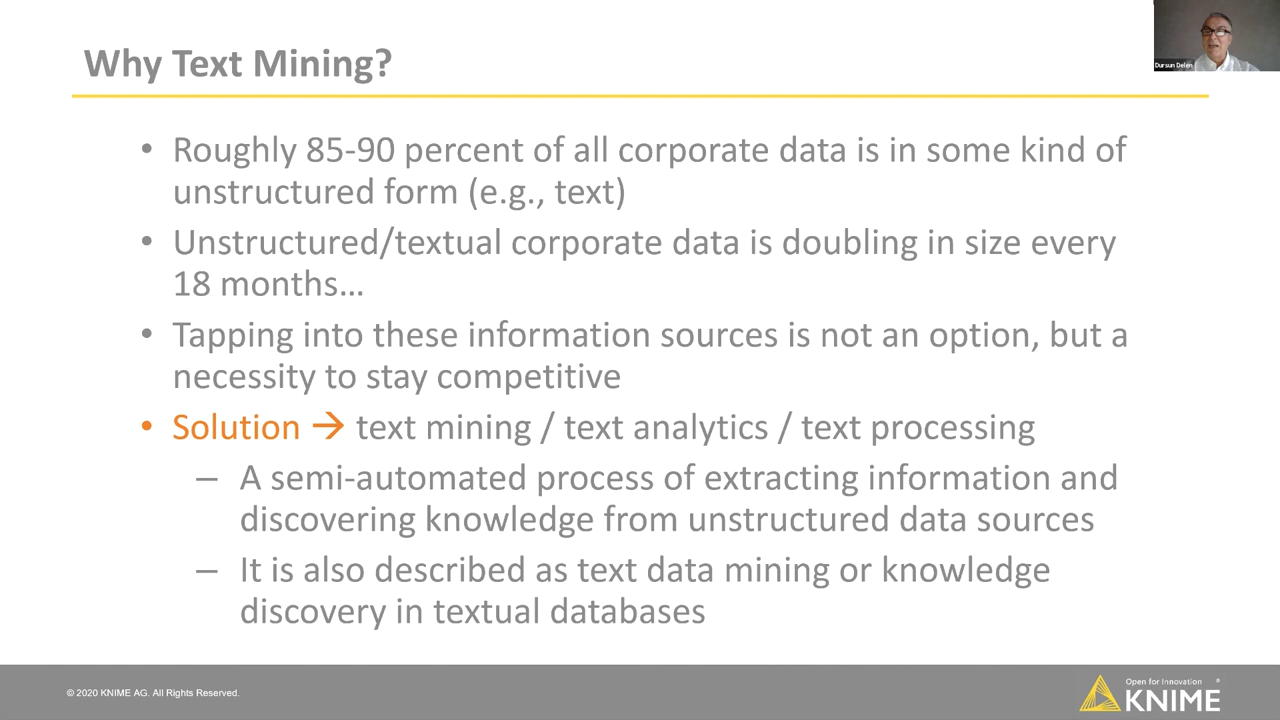 Why Text Mining?
Dursun Delen
• Roughly 85-90 percent of all corporate data is in some kind of
unstructured form (e.g., text)
• Unstructured/textual corporate data is doubling in size every
18 months…
• Tapping into these information sources is not an option, but a
necessity to stay competitive
• Solution → text mining / text analytics / text processing
– A semi-automated process of extracting information and
discovering knowledge from unstructured data sources
– It is also described as text data mining or knowledge
discovery in textual databases
© 2020 KNIME AG. All Rights Reserved.
Open for Innovation ®
KNIME